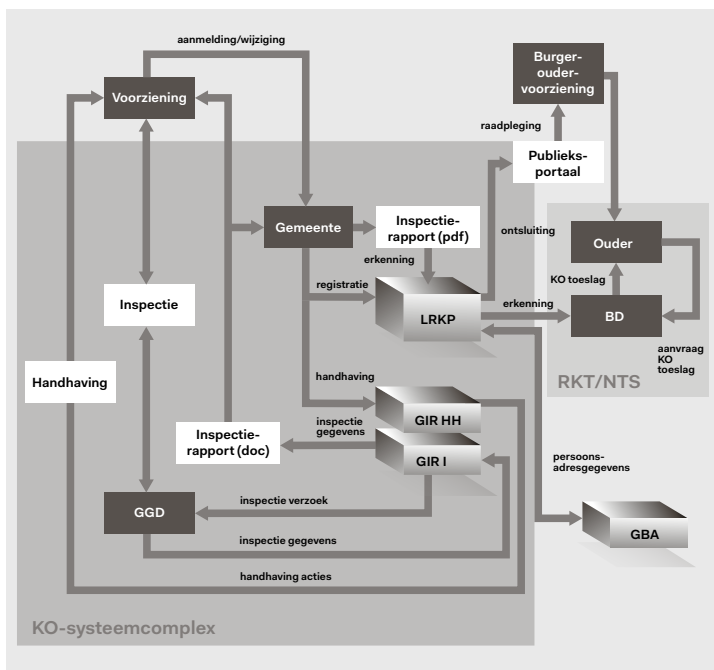 aanmelding/wijziging
Voorziening
Burger-
ouder-
voorziening
raadpleging
Publieks-
portaal
Gemeente
Inspectie-
rapport (pdf)
ontsluiting
Ouder
erkenning
KO toeslag
registratie
Inspectie
LRKP
erkenning
BD
aanvraag
KO
toeslag
Handhaving
handhaving
RKT/NTS
GIR HH
Inspectie-
rapport (doc)
inspectie
gegevens
GIR I
persoons-
adresgegevens
GGD
inspectie verzoek
GBA
inspectie gegevens
handhaving acties
KO-systeemcomplex